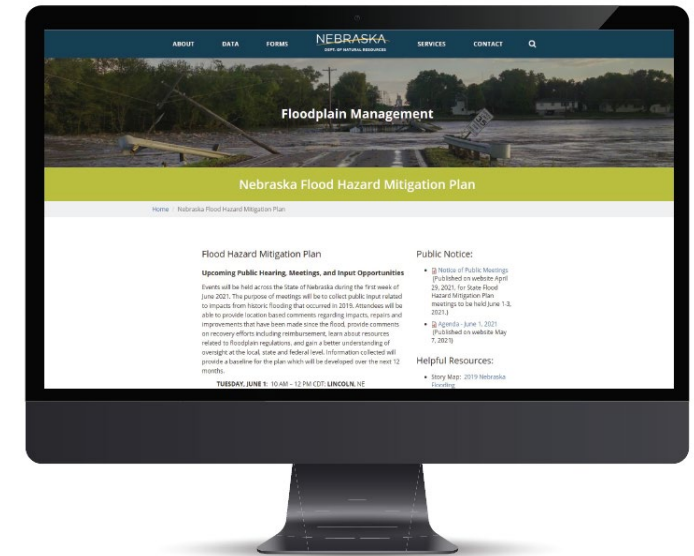 ABOUT DATA FORMS NEBRASKA SERVICES CONTACT
DEPT. OF NATURAL RESOURCES
Floodplain Management
Nebraska Flood Hazard Mitigation Plan
Home / Nebraska Flood Hazard Mitigation Plan
Flood Hazard Mitigation Plan
Upcoming Public Hearing, Meetings, and Input Opportunities
Events will be held across the State of Nebraska during the first week of
June 2021. The purpose of meetings will be to collect public input related
to impacts from historic flooding that occurred in 2019. Attendees will be
able to provide location based comments regarding impacts, repairs and
improvements that have been made since the flood, provide comments
on recovery efforts including reimbursement, learn about resources
related to floodplain regulations, and gain a better understanding of
oversight at the local, state and federal level. Information collected will
provide a baseline for the plan which will be developed over the next 12
months.
TUESDAY, JUNE 1: 10 AM – 12 PM CDT: LINCOLN, NE
Public Notice:
Notice of Public Meetings
(Published on website April
29, 2021, for State Flood
Hazard Mitigation Plan
meetings to be held June 1-3,
2021.)
Agenda - June 1, 2021
(Published on website May
7, 2021)
Helpful Resources:
Story Map: 2019 Nebraska
Flooding